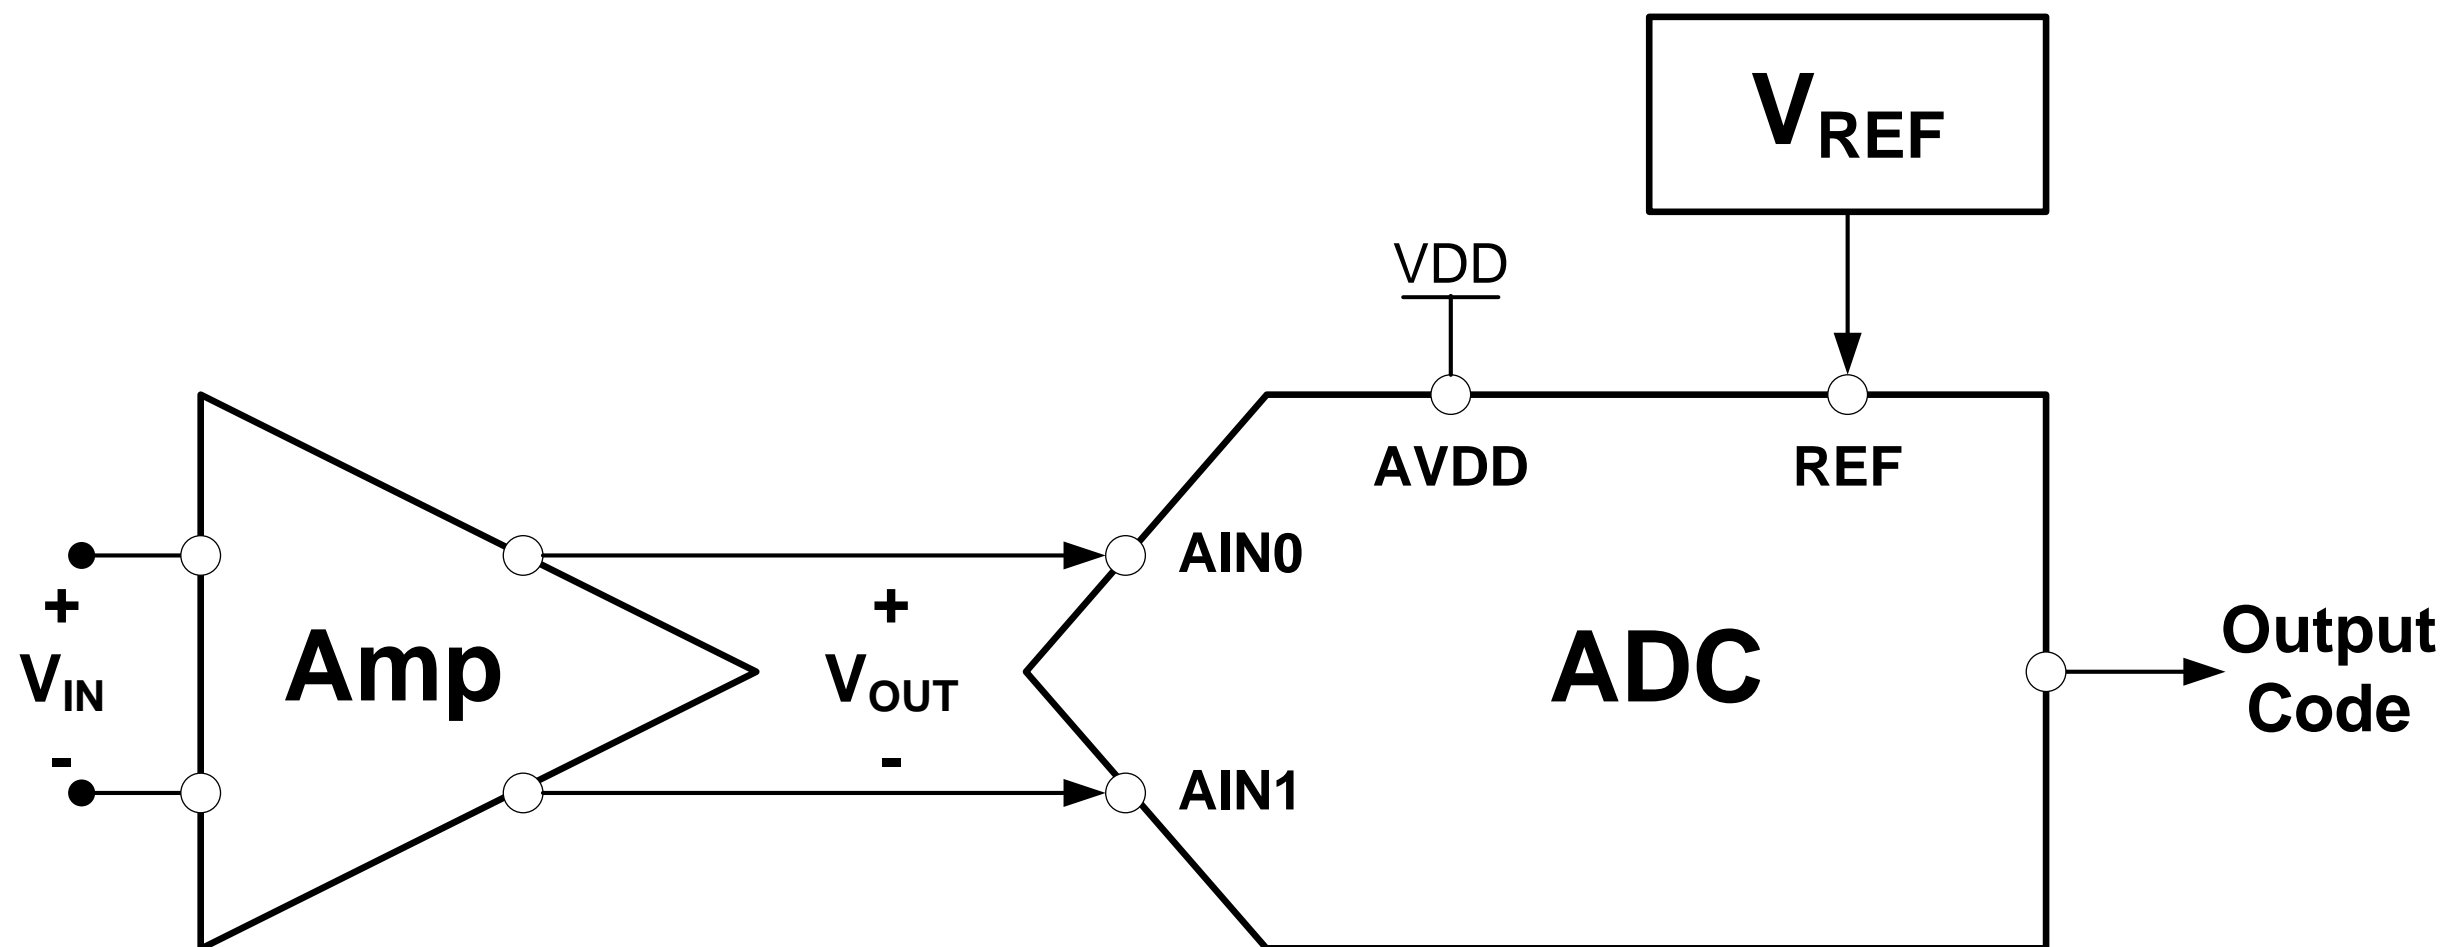 VREF
VDD
AVDD
REF
AIN0
+
VIN
-
Amp
+
VOUT
-
ADC
Output
Code
AIN1